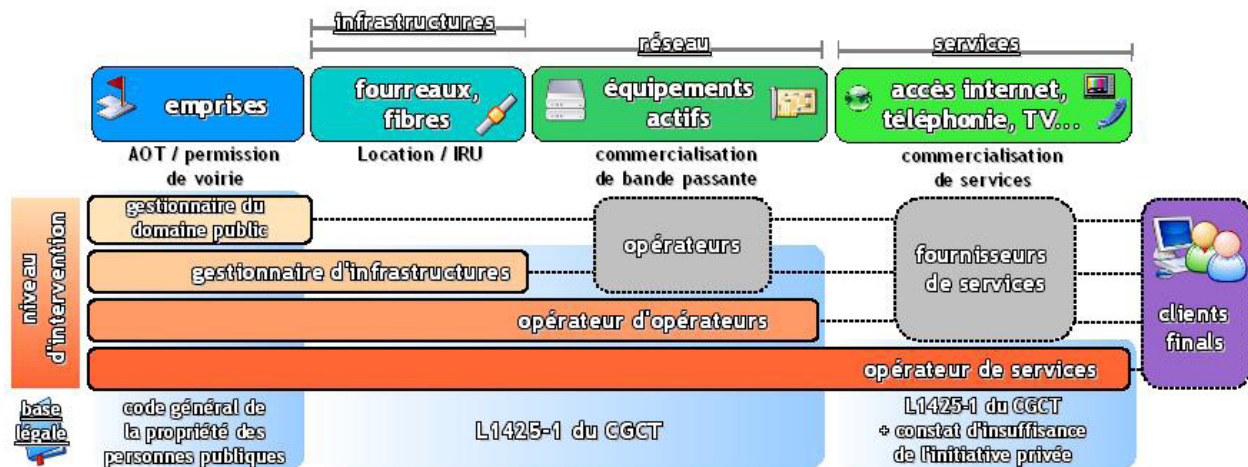 infrastructures
réseau
services
emprises
fourreaux,
fibres
équipements
actifs
accès internet,
téléphonie, TV...
AOT / permission
de voirie
Location / IRU
commercialisation
de bande passante
commercialisation
de services
niveau
d'intervention
gestionnaire du
domaine public
gestionnaire d'infrastructures
opérateur d'opérateurs
opérateur de services
opérateurs
fournisseurs
de services
clients
finals
base
légale
code général de
la propriété des
personnes publiques
L1425-1 du CGCT
L1425-1 du CGCT
+ constat d'insuffisance
de l'initiative privée